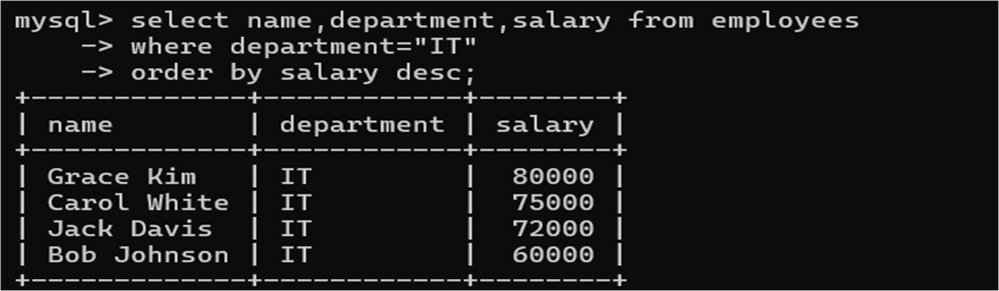 mysql> select name,department,salary from employees
    -> where department="IT"
    -> order by salary desc;
+-------------+------------+--------+
| name        | department | salary |
+-------------+------------+--------+
| Grace Kim   | IT         |  80000 |
| Carol White | IT         |  75000 |
| Jack Davis  | IT         |  72000 |
| Bob Johnson | IT         |  60000 |
+-------------+------------+--------+